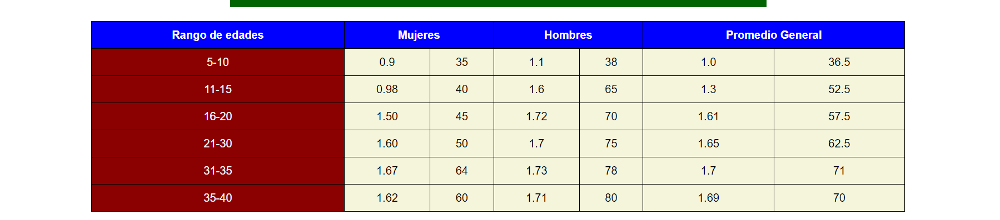 Rango de edades Mujeres Hombres Promedio General
5-10 0.9 35 1.1 38 1.0 36.5
11-15 0.98 40 1.6 65 1.3 52.5
16-20 1.50 45 1.72 70 1.61 57.5
21-30 1.60 50 1.7 75 1.65 62.5
31-35 1.67 64 1.73 78 1.7 71
35-40 1.62 60 1.71 80 1.69 70